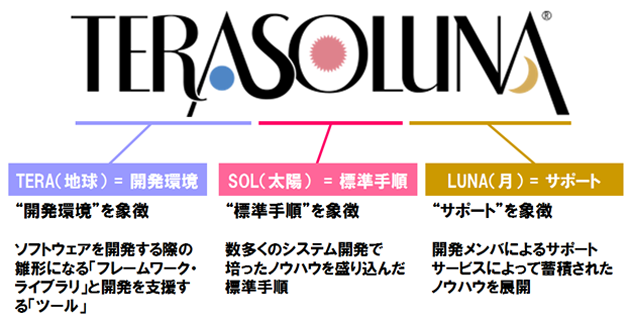 TERASOLUNA®
TERA(地球) = 開発環境
“開発環境”を象徴
ソフトウェアを開発する際の
雛形になる「フレームワーク・
ライブラリ」と開発を支援す
る「ツール」
SOL(太陽) = 標準手順
“標準手順”を象徴
数多くのシステム開発で
培ったノウハウを盛り込んだ
標準手順
LUNA(月) = サポート
“サポート”を象徴
開発メンバによるサポート
サービスによって蓄積された
ノウハウを展開